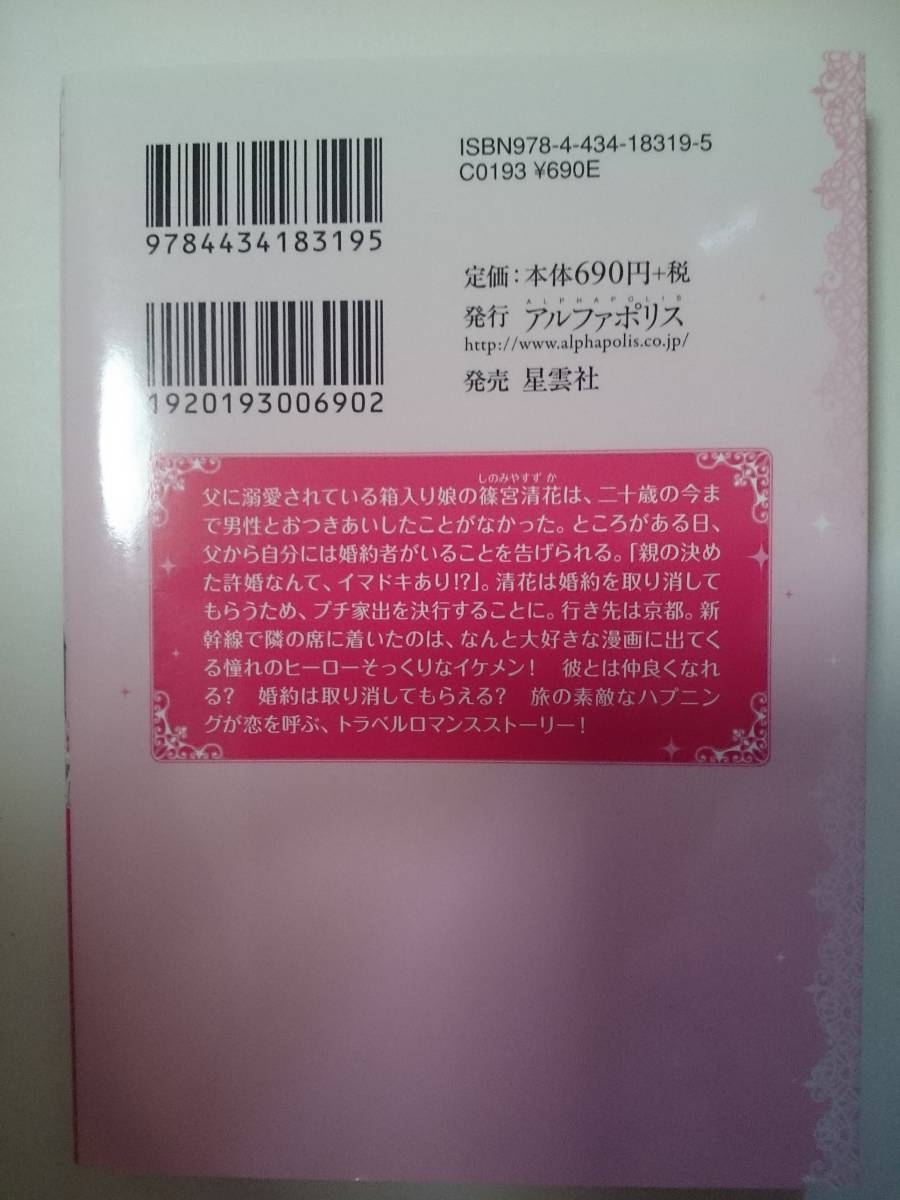 ISBN978-4-434-18319-5
C0193 ¥690E
9784434183195
定価：本体690円+税
ALPHAPOLIS
発行 アルファポリス
http://www.alphapolis.co.jp/
発売 星雲社
1920193006902
しのみやすずか
父に溺愛されている箱入り娘の篠宮清花は、二十歳の今ま
で男性とおつきあいしたことがなかった。ところがある日、
父から自分には婚約者がいることを告げられる。「親の決め
た許婚なんて、イマドキあり!?」。清花は婚約を取り消して
もらうため、プチ家出を決行することに。行き先は京都。新
幹線で隣の席に着いたのは、なんと大好きな漫画に出てく
る憧れのヒーローそっくりなイケメン！　彼とは仲良くなれ
る？　婚約は取り消してもらえる？　旅の素敵なハプニン
グが恋を呼ぶ、トラベルロマンスストーリー！